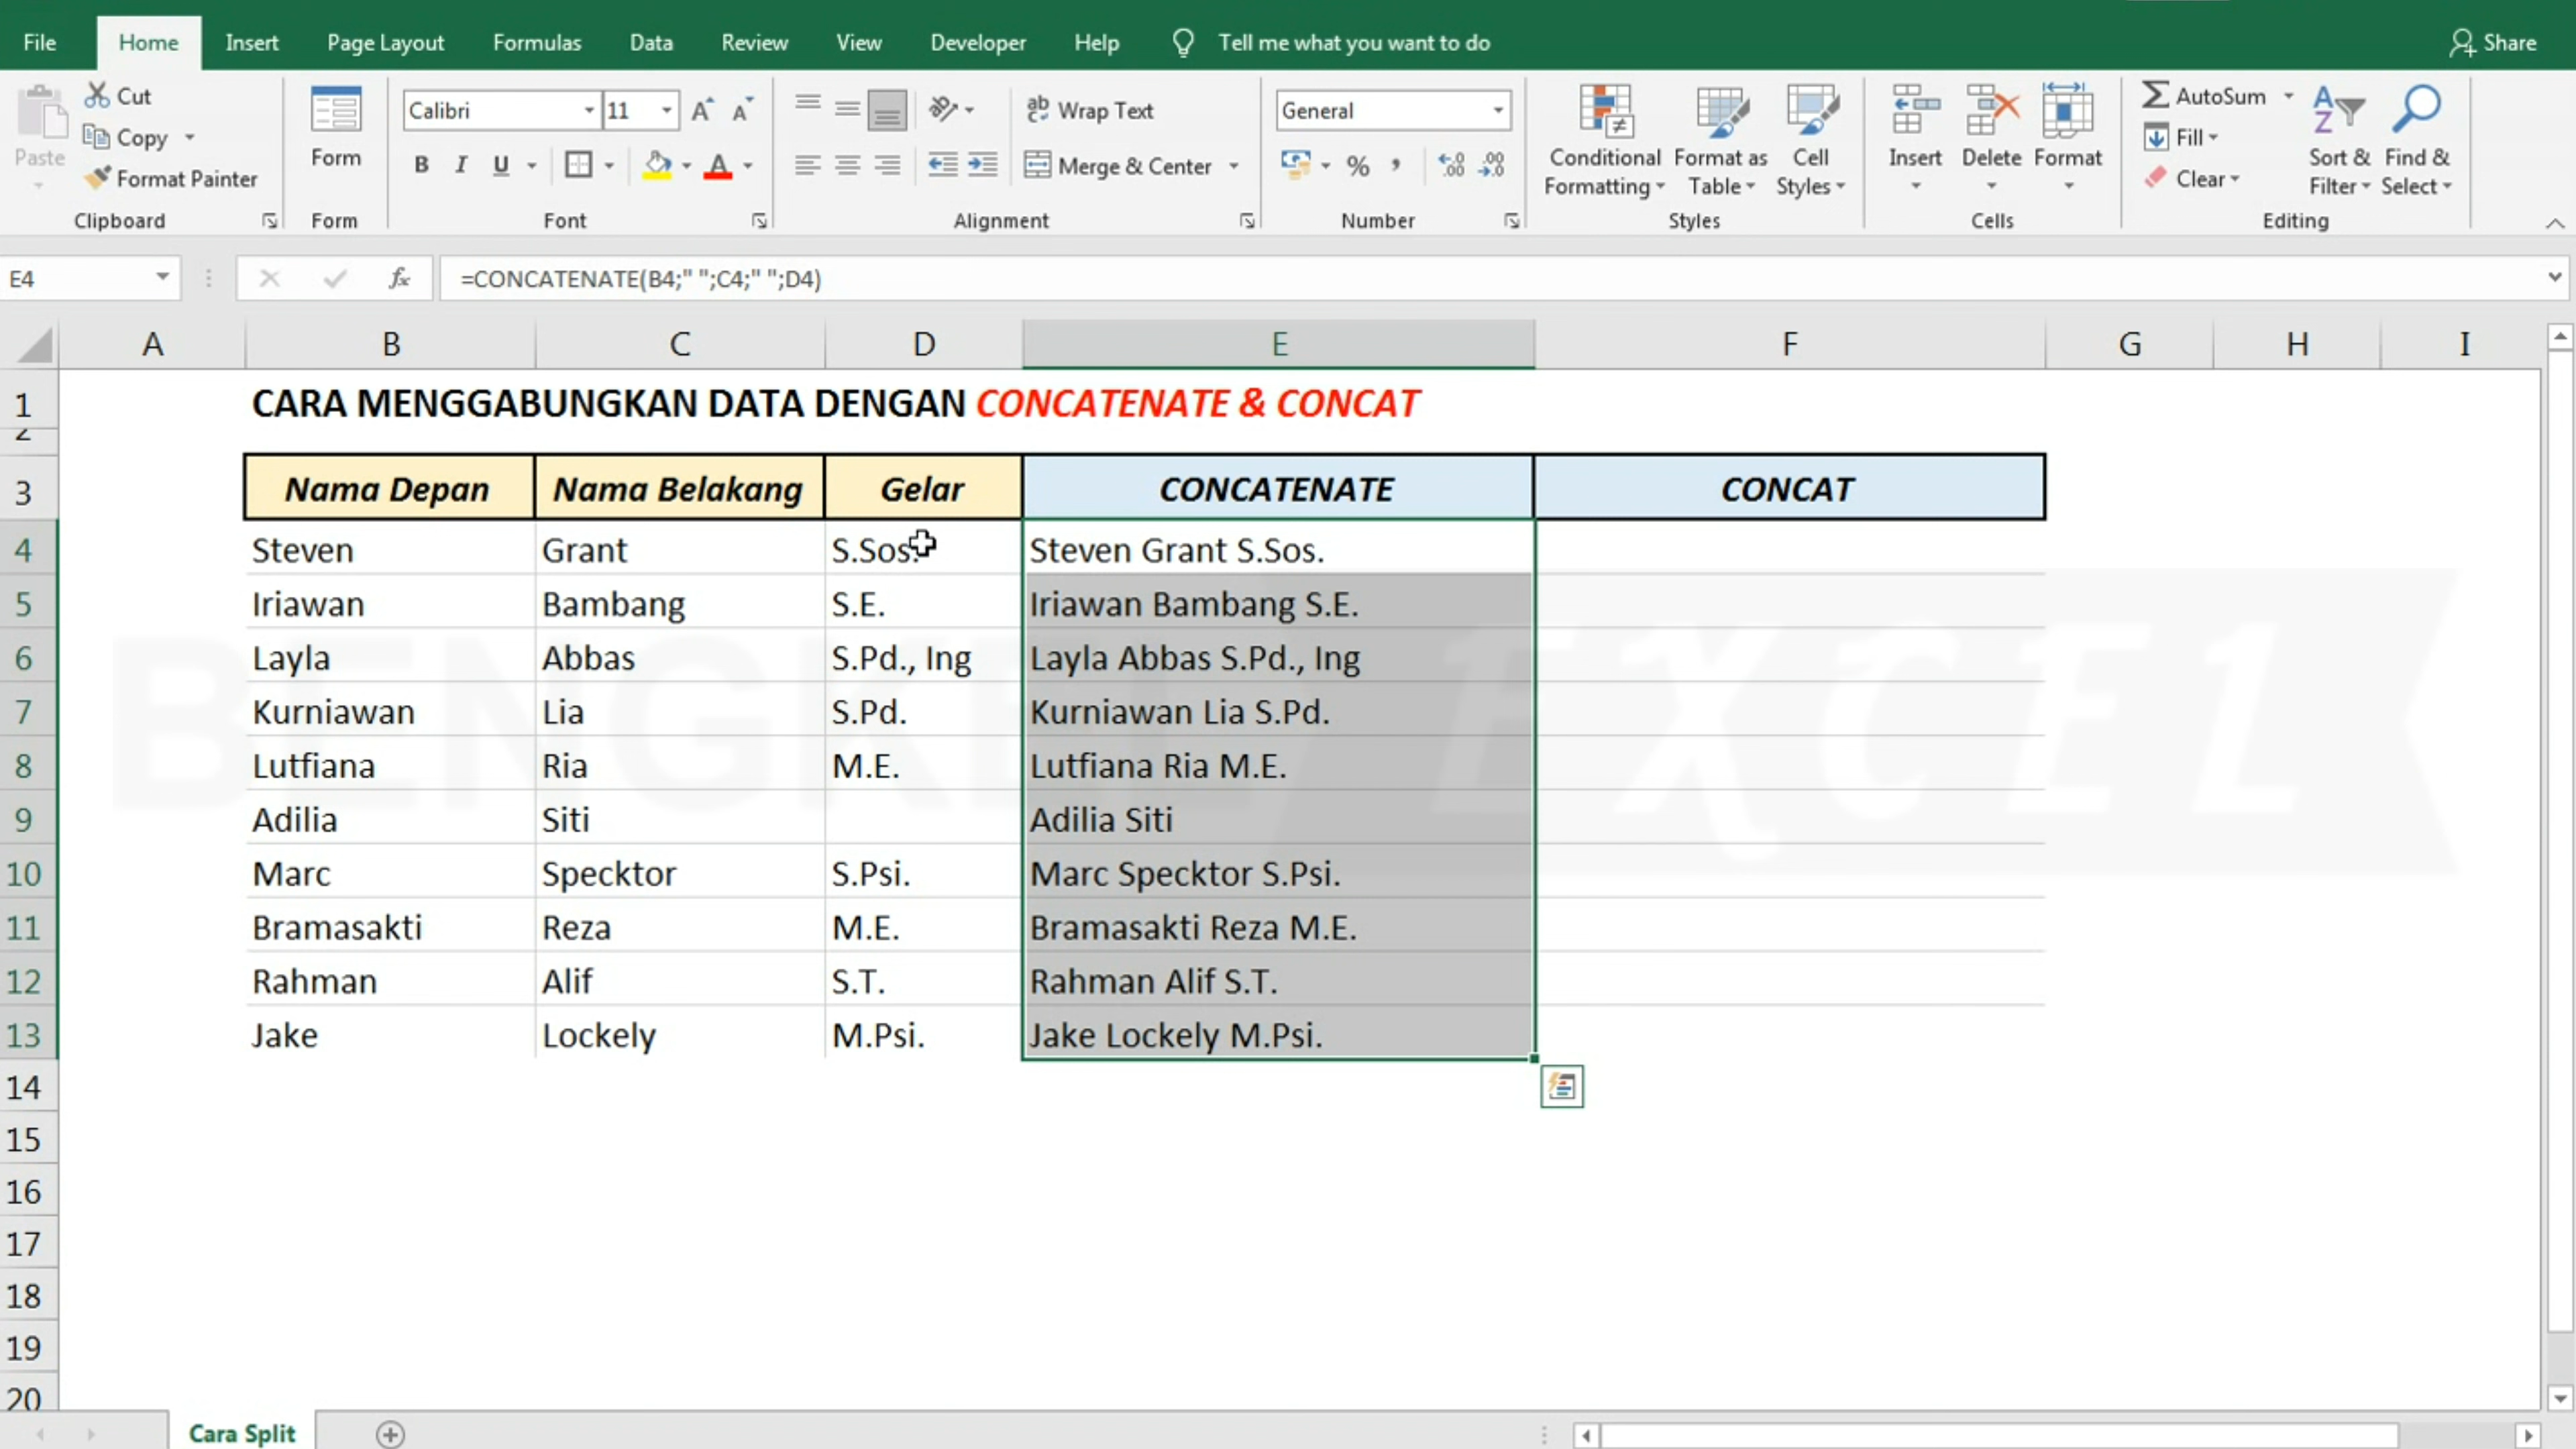 File Home Insert Page Layout Formulas Data Review View Developer Help Tell me what you want to do Share
Paste
Cut
Copy
Format Painter
Clipboard
Form
Form
Calibri 11 A A
B I U A
Font
ab Wrap Text
Merge & Center
Alignment
General
% ,
Number
Conditional Formatting
Format as Table
Cell Styles
Styles
Insert
Delete
Format
Cells
AutoSum
Fill
Clear
Sort & Filter
Find & Select
Editing
E4 fx =CONCATENATE(B4;" ";C4;" ";D4)
A B C D E F G H I
1 CARA MENGGABUNGKAN DATA DENGAN CONCATENATE & CONCAT
2
3 Nama Depan Nama Belakang Gelar CONCATENATE CONCAT
4 Steven Grant S.Sos. Steven Grant S.Sos.
5 Iriawan Bambang S.E. Iriawan Bambang S.E.
6 Layla Abbas S.Pd., Ing Layla Abbas S.Pd., Ing
7 Kurniawan Lia S.Pd. Kurniawan Lia S.Pd.
8 Lutfiana Ria M.E. Lutfiana Ria M.E.
9 Adilia Siti Adilia Siti
10 Marc Specktor S.Psi. Marc Specktor S.Psi.
11 Bramasakti Reza M.E. Bramasakti Reza M.E.
12 Rahman Alif S.T. Rahman Alif S.T.
13 Jake Lockely M.Psi. Jake Lockely M.Psi.
14
15
16
17
18
19
20
BENGKEL EXCEL
Cara Split